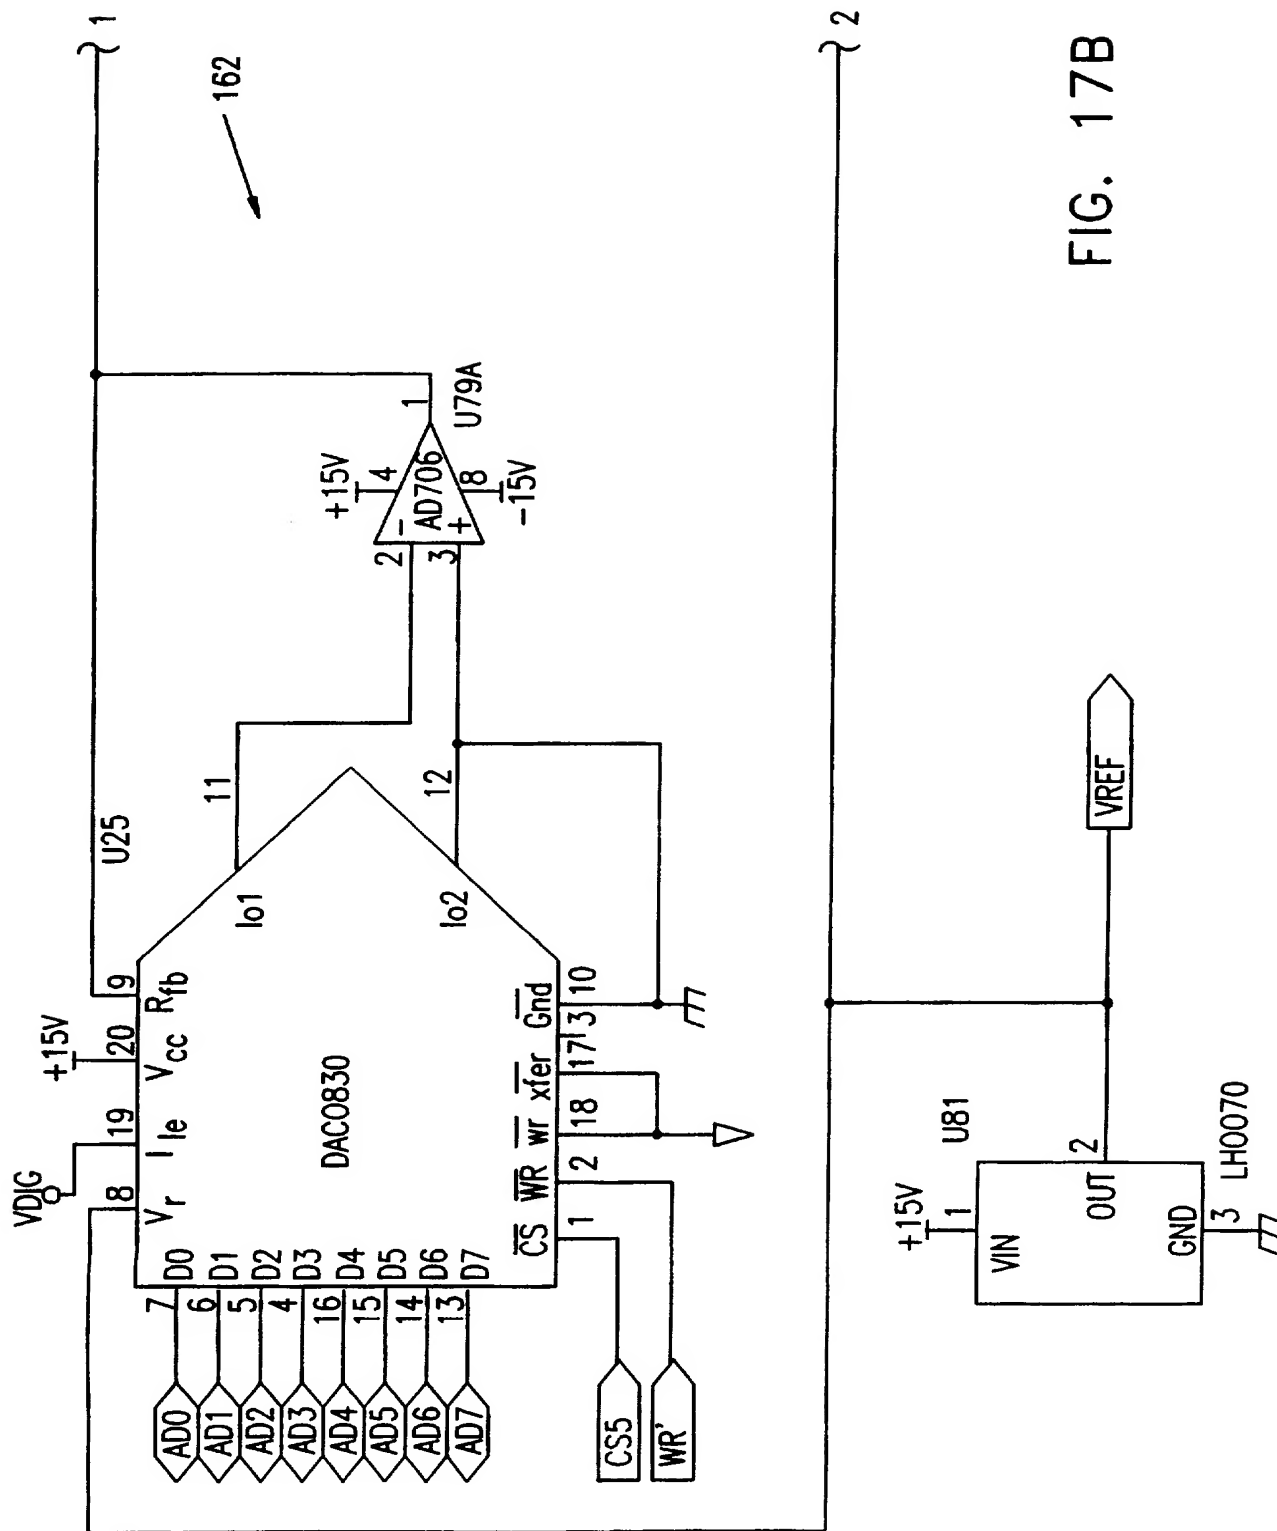 1
162
2
FIG. 17B
U79A
1
+15V
4
AD706
8
-15V
2
-
3
+
11
12
U25
Io1
Io2
9
Rfb
+15V
20
Vcc
19
Ile
VDIG
8
Vr
DAC0830
Gnd
10
3
xfer
17
wr
18
WR
2
CS
1
7 D0
6 D1
5 D2
4 D3
16 D4
15 D5
14 D6
13 D7
AD0
AD1
AD2
AD3
AD4
AD5
AD6
AD7
CS5
WR'
VREF
U81
+15V
1
VIN
OUT
2
GND
3
LH0070